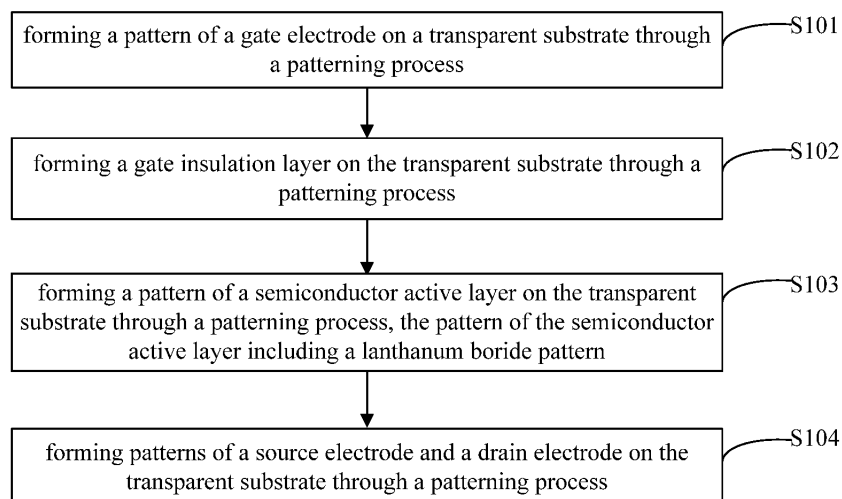 forming a pattern of a gate electrode on a transparent substrate through
a patterning process
S101
forming a gate insulation layer on the transparent substrate through a
patterning process
S102
forming a pattern of a semiconductor active layer on the transparent
substrate through a patterning process, the pattern of the semiconductor
active layer including a lanthanum boride pattern
S103
forming patterns of a source electrode and a drain electrode on the
transparent substrate through a patterning process
S104